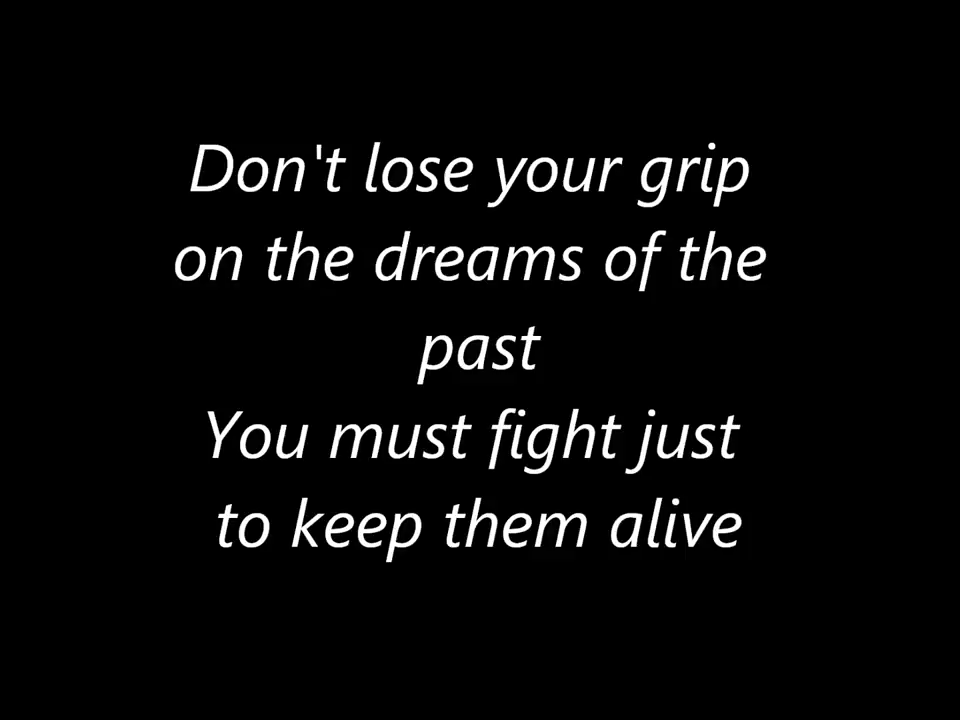 Don't lose your grip
on the dreams of the
past
You must fight just
to keep them alive